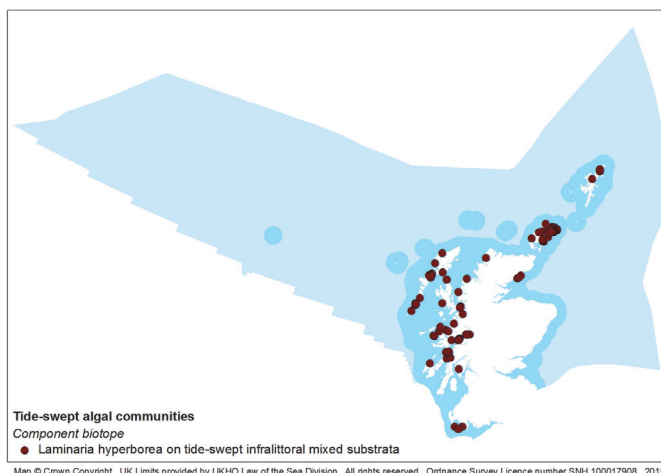 Tide-swept algal communities
Component biotope
Laminaria hyperborea on tide-swept infralittoral mixed substrata
Map © Crown Copyright. UK Limits provided by UKHO Law of the Sea Division. All rights reserved. Ordnance Survey Licence number SNH 100017908